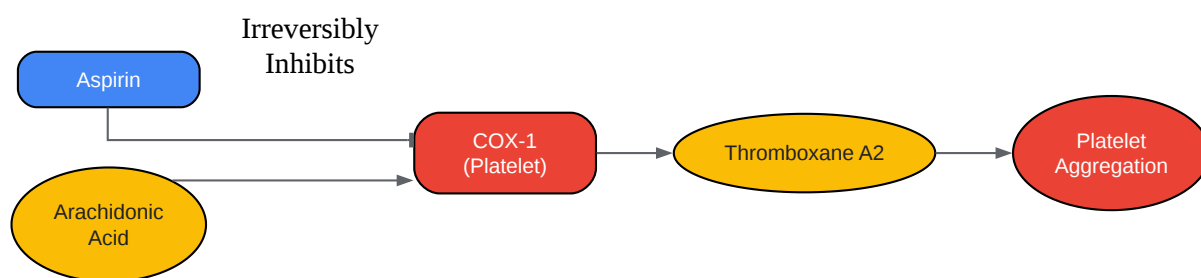 Irreversibly
Inhibits
Aspirin
COX-1
(Platelet)
Thromboxane A2
Platelet
Aggregation
Arachidonic
Acid